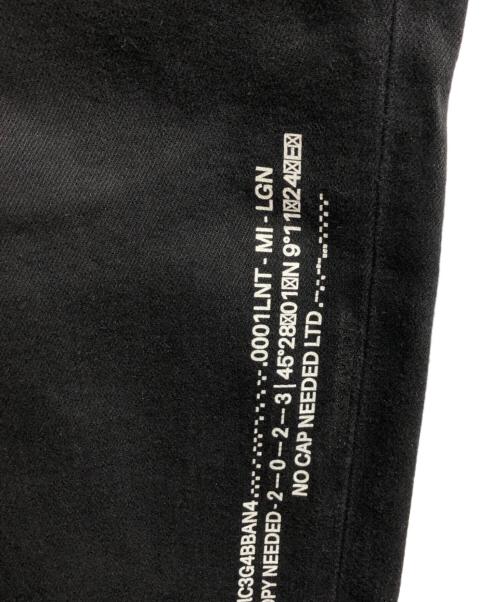 C3G4BBAN4.................0001LNT - MI - LGN
OPY NEEDED - 2 — 0 — 2 — 3 | 45°28☒01☒N 9°11☒24☒E☒
NO CAP NEEDED LTD